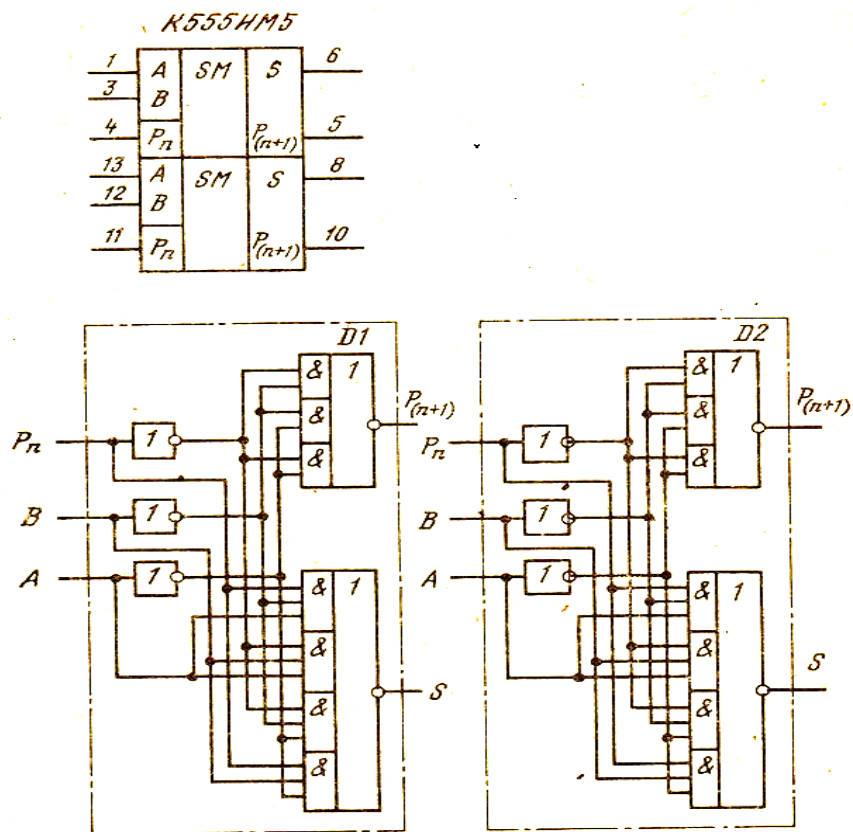 К555ИМ5
1 A SM S 6
3 B
4 Pn P(n+1) 5
13 A SM S 8
12 B
11 Pn P(n+1) 10
D1
& 1
&
&
P(n+1)
Pn 1
B 1
A 1
& 1
&
&
&
S
D2
& 1
&
&
P(n+1)
Pn 1
B 1
A 1
& 1
&
&
&
S